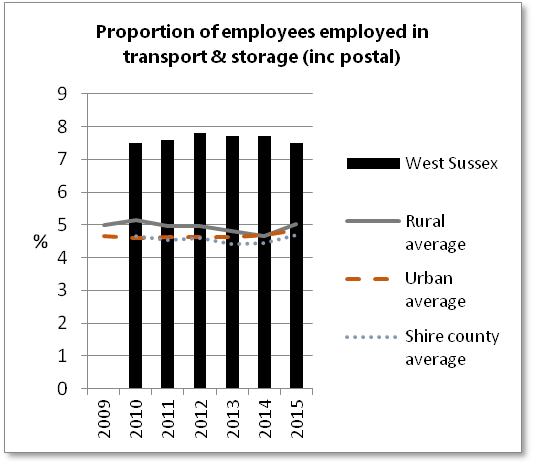 Proportion of employees employed in
transport & storage (inc postal)
9
8
7
6
5
4
3
2
1
0
%
2009
2010
2011
2012
2013
2014
2015
West Sussex
Rural
average
Urban
average
Shire county
average